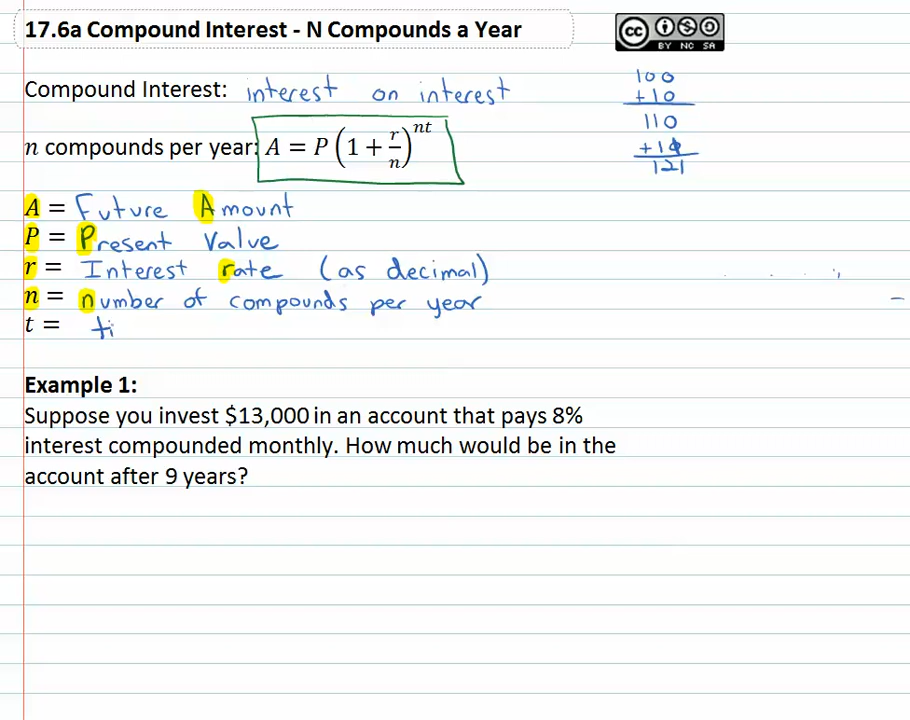 17.6a Compound Interest - N Compounds a Year
cc BY NC SA
Compound Interest: interest on interest
100
+10
110
+11
121
n compounds per year: A = P(1 + r/n)^nt
A = Future Amount
P = Present Value
r = Interest rate (as decimal)
n = number of compounds per year
t = ti
Example 1:
Suppose you invest $13,000 in an account that pays 8%
interest compounded monthly. How much would be in the
account after 9 years?